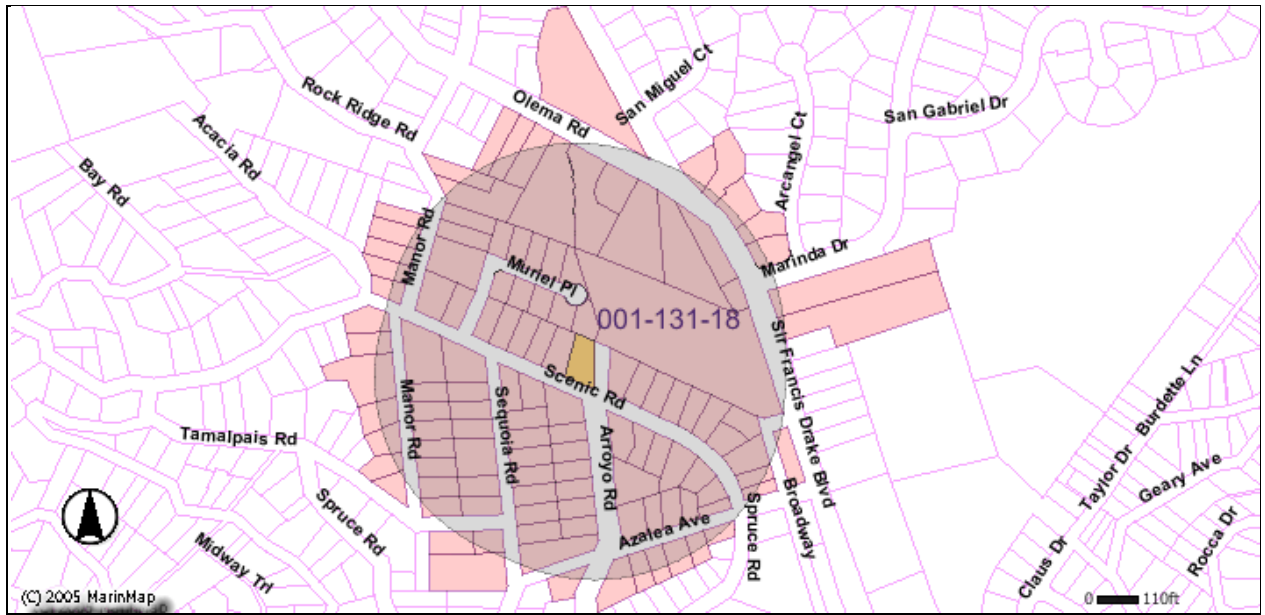 San Miguel Ct
Olema Rd
Rock Ridge Rd
San Gabriel Dr
Acacia Rd
Arcangel Ct
Bay Rd
Manor Rd
Marinda Dr
Muriel Pl
001-131-18
Sir Francis Drake Blvd
Scenic Rd
Manor Rd
Sequoia Rd
Burdette Ln
Tamalpais Rd
Arroyo Rd
Taylor Dr
Geary Ave
Spruce Rd
Broadway
Spruce Rd
Azalea Ave
Rocca Dr
Midway Trl
Claus Dr
(C) 2005 MarinMap
0 110ft